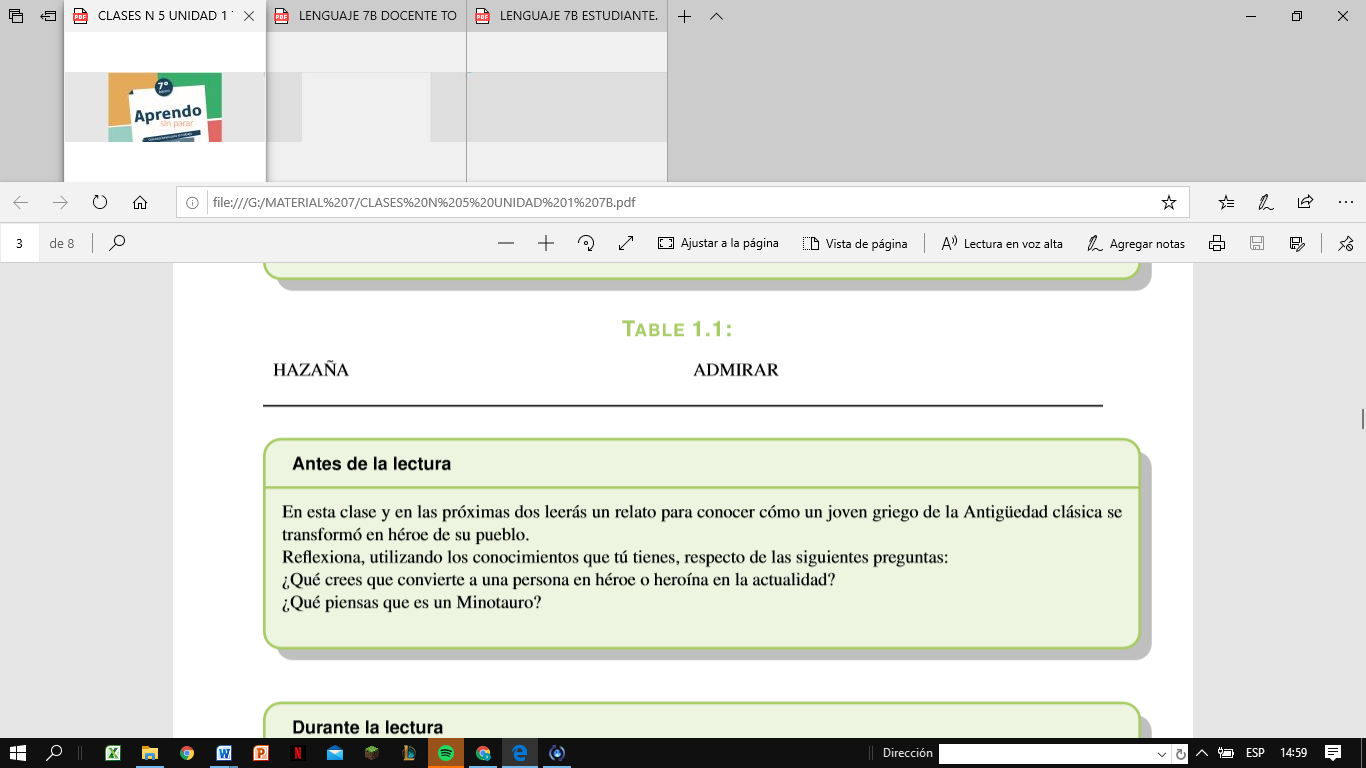 CLASES N 5 UNIDAD 1
LENGUAJE 7B DOCENTE TO
LENGUAJE 7B ESTUDIANTE.
7°
Aprendo
sin parar
file:///G:/MATERIAL%207/CLASES%20N%205%20UNIDAD%201%207B.pdf
3 de 8
Ajustar a la página
Vista de página
Lectura en voz alta
Agregar notas
TABLE 1.1:
HAZAÑA ADMIRAR
Antes de la lectura
En esta clase y en las próximas dos leerás un relato para conocer cómo un joven griego de la Antigüedad clásica se
transformó en héroe de su pueblo.
Reflexiona, utilizando los conocimientos que tú tienes, respecto de las siguientes preguntas:
¿Qué crees que convierte a una persona en héroe o heroína en la actualidad?
¿Qué piensas que es un Minotauro?
Durante la lectura
Dirección
ESP 14:59